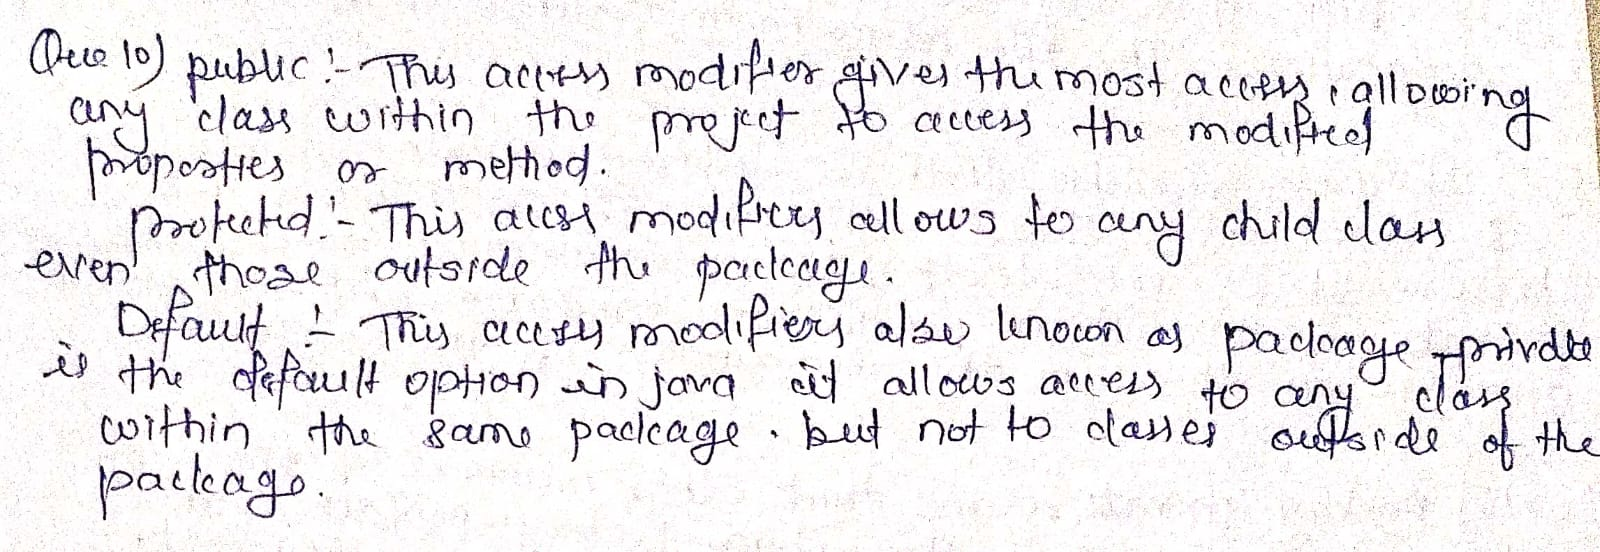 Que 10) public :- This access modifier gives the most access, allowing
any class within the project to access the modified
properties or method.
protected :- This access modifiers allows to any child class
even those outside the package.
Default :- This access modifiers also known as package-private
is the default option in java it allows access to any class
within the same package. but not to classes outside of the
package.